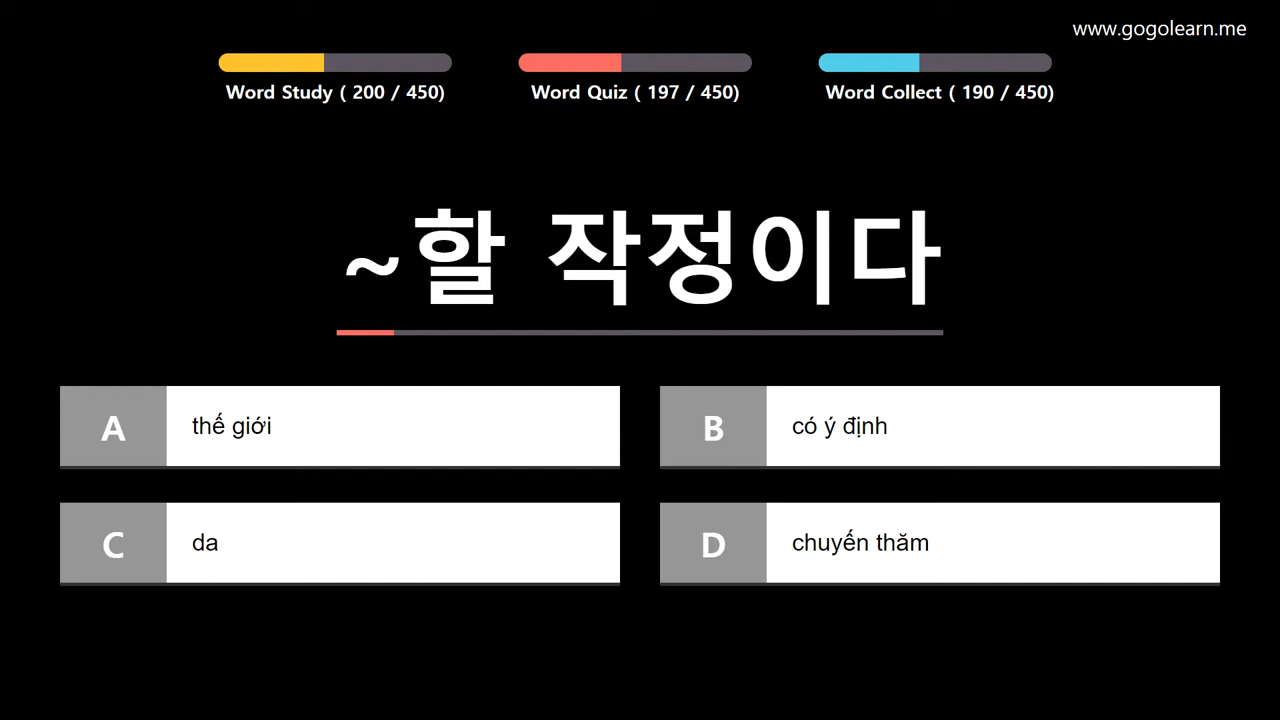 www.gogolearn.me
Word Study ( 200 / 450)
Word Quiz ( 197 / 450)
Word Collect ( 190 / 450)
~할 작정이다
A
thế giới
B
có ý định
C
da
D
chuyến thăm